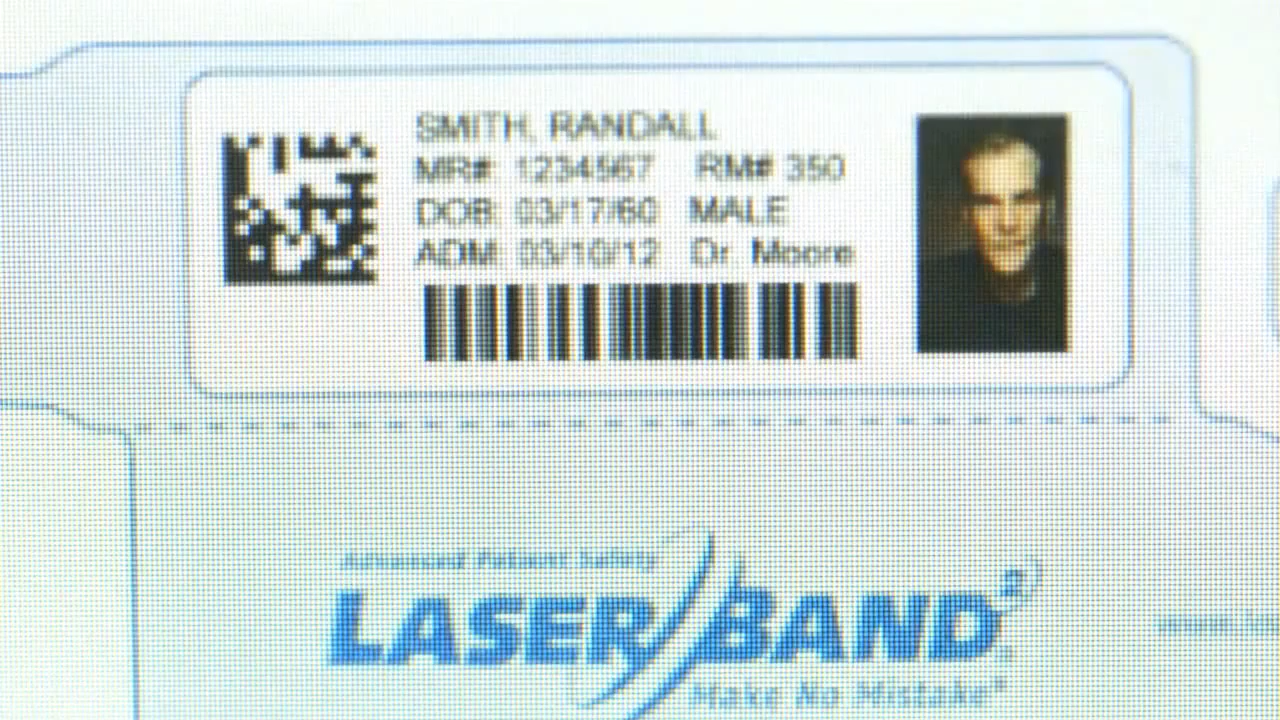 SMITH, RANDALL
MR# 1234567 RM# 350
DOB: 03/17/60 MALE
ADM: 03/10/12 Dr. Moore
Advanced Patient Safety
LASERBAND²
Make No Mistake®